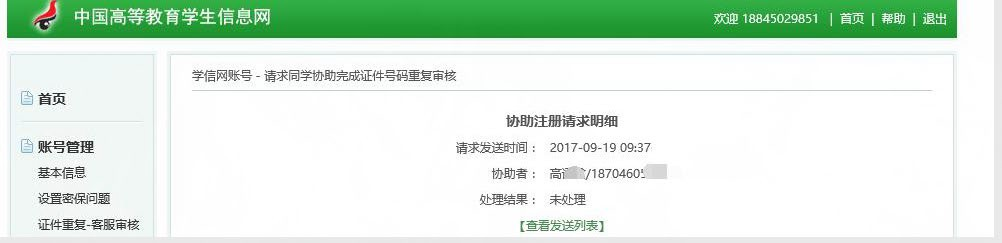 中国高等教育学生信息网
欢迎 18845029851 | 首页 | 帮助 | 退出
首页
账号管理
基本信息
设置密保问题
证件重复-客服审核
学信网账号 - 请求同学协助完成证件号码重复审核
协助注册请求明细
请求发送时间： 2017-09-19 09:37
协助者： 高/1870460
处理结果： 未处理
【查看发送列表】